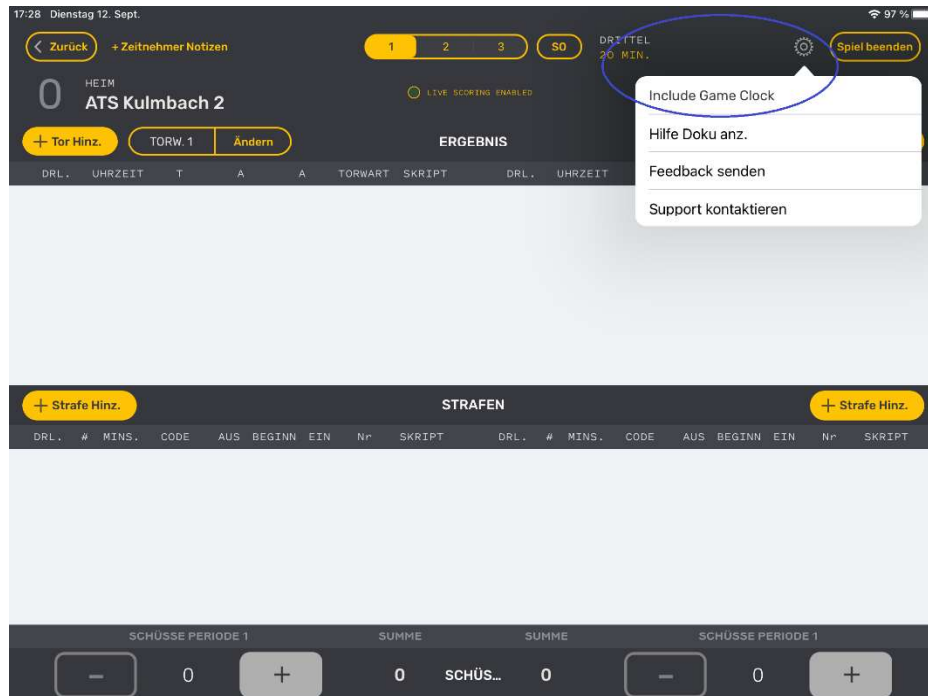 17:28 Dienstag 12. Sept. 97 %
Zurück + Zeitnehmer Notizen 1 2 3 SO DRITTEL Spiel beenden
20 MIN.
0 HEIM
ATS Kulmbach 2
LIVE SCORING ENABLED
Include Game Clock
Hilfe Doku anz.
Feedback senden
Support kontaktieren
+ Tor Hinz. TORW. 1 Ändern ERGEBNIS
DRL. UHRZEIT T A A TORWART SKRIPT DRL. UHRZEIT
+ Strafe Hinz. STRAFEN + Strafe Hinz.
DRL. # MINS. CODE AUS BEGINN EIN Nr SKRIPT DRL. # MINS. CODE AUS BEGINN EIN Nr SKRIPT
SCHÜSSE PERIODE 1 SUMME SUMME SCHÜSSE PERIODE 1
− 0 + 0 SCHÜS... 0 − 0 +